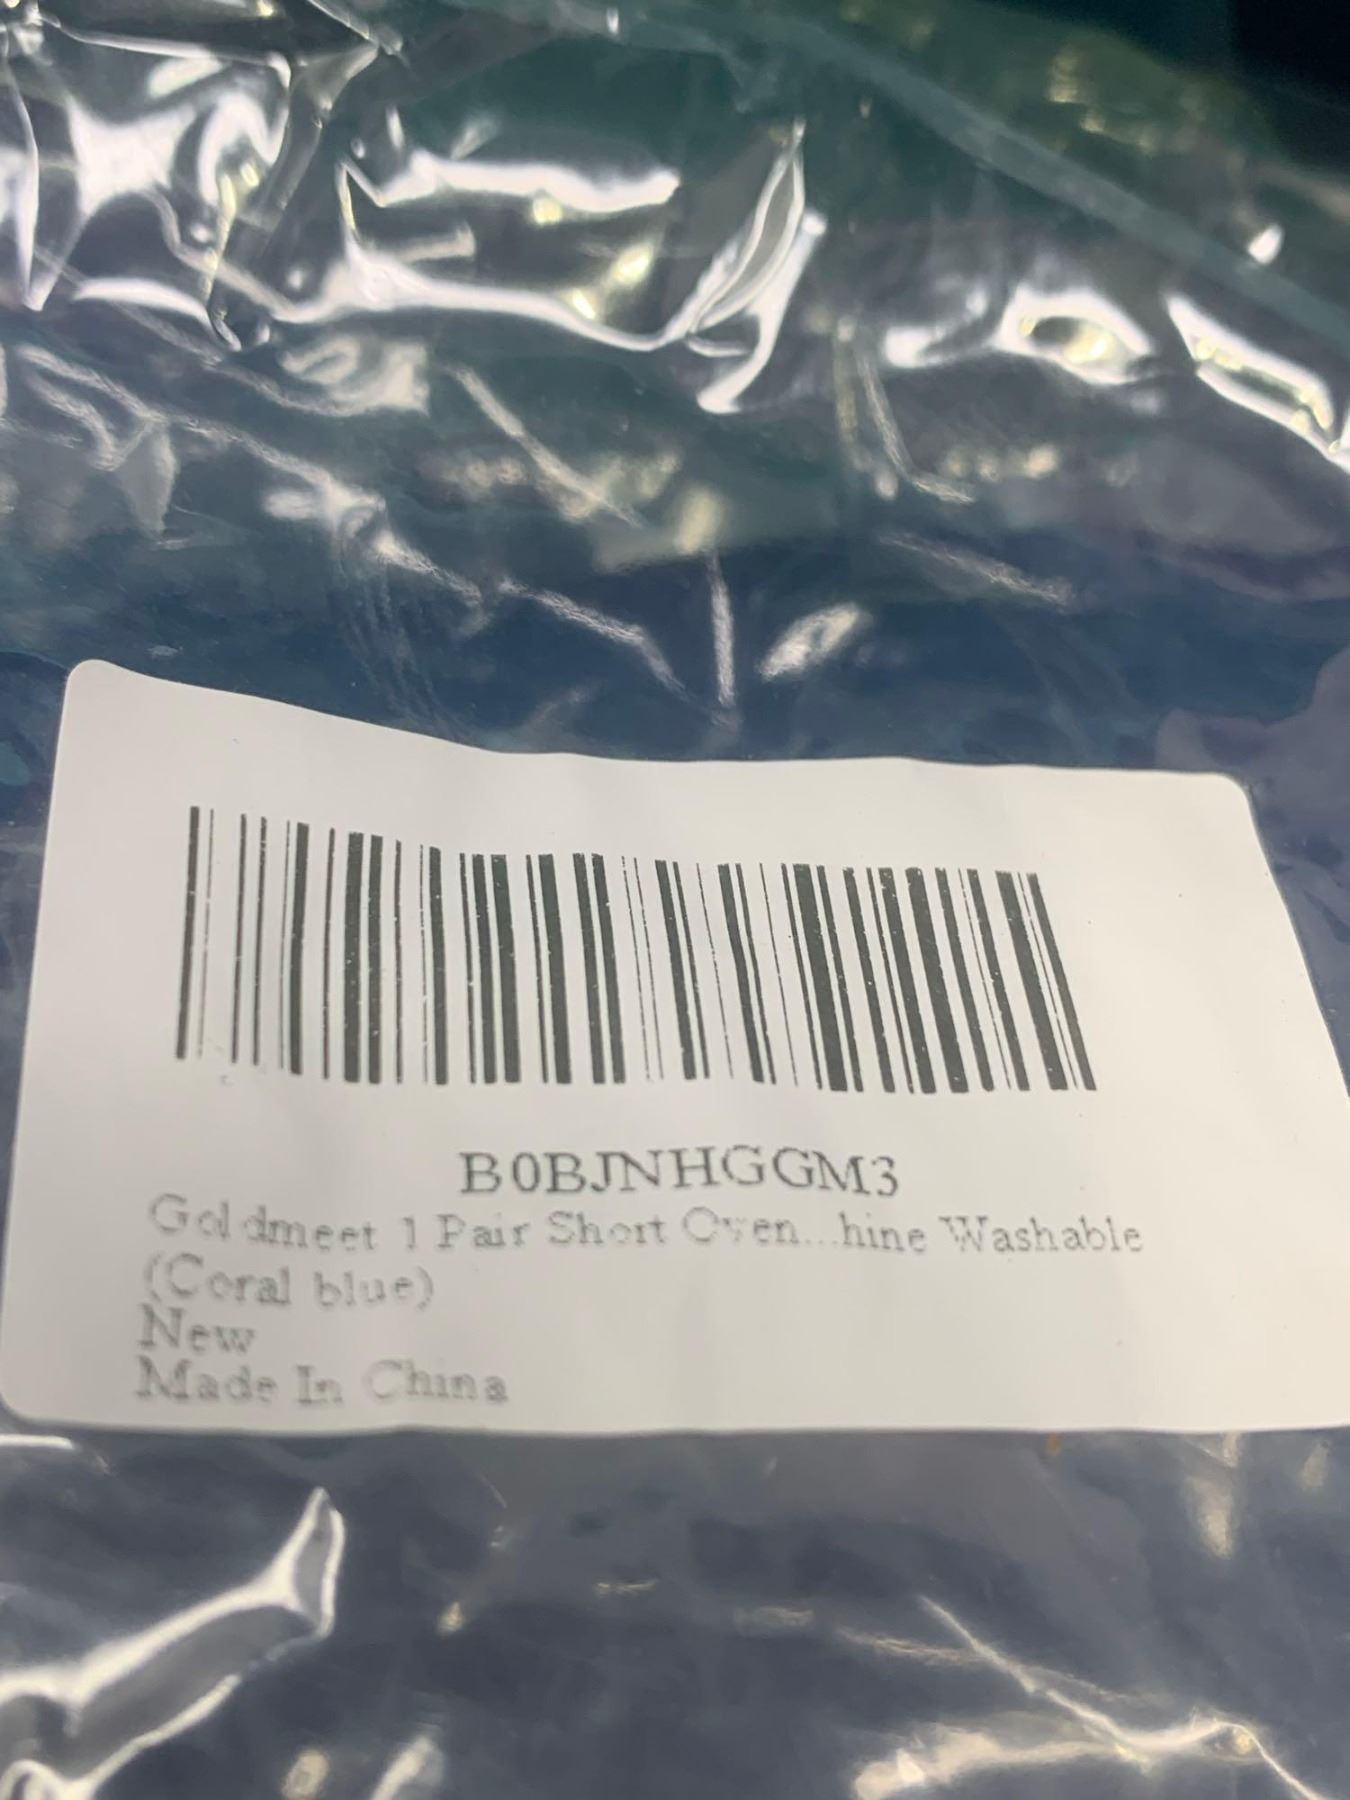 B0BJNHGGM3
Goldmeet 1 Pair Short Oven...hine Washable
(Coral blue)
New
Made In China